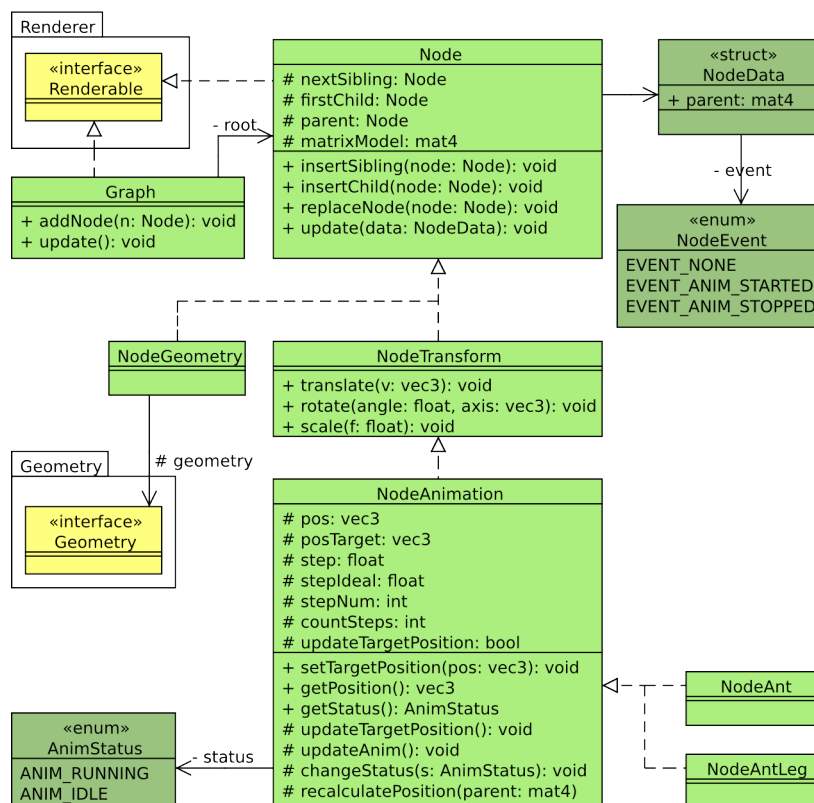 Renderer
«interface»
Renderable
Graph
+ addNode(n: Node): void
+ update(): void
- root
Node
# nextSibling: Node
# firstChild: Node
# parent: Node
# matrixModel: mat4
+ insertSibling(node: Node): void
+ insertChild(node: Node): void
+ replaceNode(node: Node): void
+ update(data: NodeData): void
«struct»
NodeData
+ parent: mat4
- event
«enum»
NodeEvent
EVENT_NONE
EVENT_ANIM_STARTED
EVENT_ANIM_STOPPED
NodeGeometry
NodeTransform
+ translate(v: vec3): void
+ rotate(angle: float, axis: vec3): void
+ scale(f: float): void
# geometry
Geometry
«interface»
Geometry
NodeAnimation
# pos: vec3
# posTarget: vec3
# step: float
# stepIdeal: float
# stepNum: int
# countSteps: int
# updateTargetPosition: bool
+ setTargetPosition(pos: vec3): void
+ getPosition(): vec3
+ getStatus(): AnimStatus
# updateTargetPosition(): void
# updateAnim(): void
# changeStatus(s: AnimStatus): void
# recalculatePosition(parent: mat4)
NodeAnt
NodeAntLeg
- status
«enum»
AnimStatus
ANIM_RUNNING
ANIM_IDLE